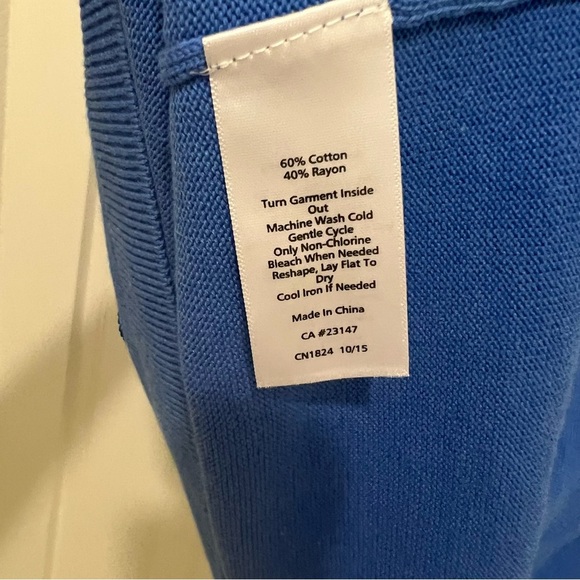 60% Cotton
40% Rayon
Turn Garment Inside
Out
Machine Wash Cold
Gentle Cycle
Only Non-Chlorine
Bleach When Needed
Reshape, Lay Flat To
Dry
Cool Iron If Needed
Made In China
CA #23147
CN1824 10/15